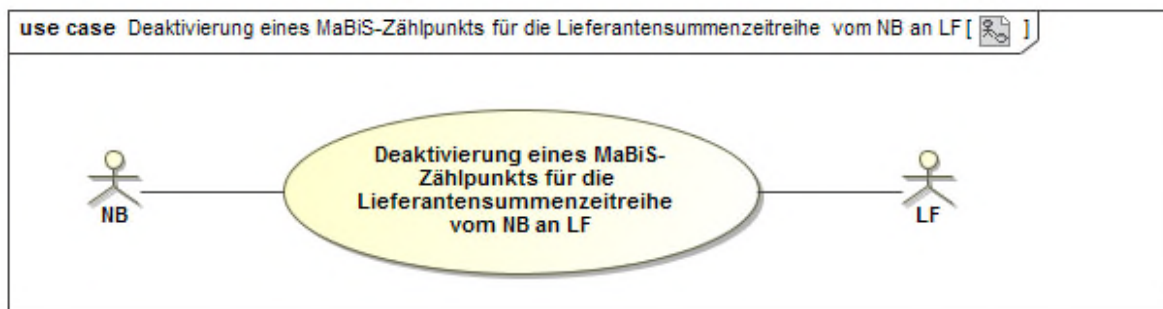 use case Deaktivierung eines MaBiS-Zählpunkts für die Lieferantensummenzeitreihe vom NB an LF [ ]
Deaktivierung eines MaBiS-
Zählpunkts für die
Lieferantensummenzeitreihe
vom NB an LF
NB
LF